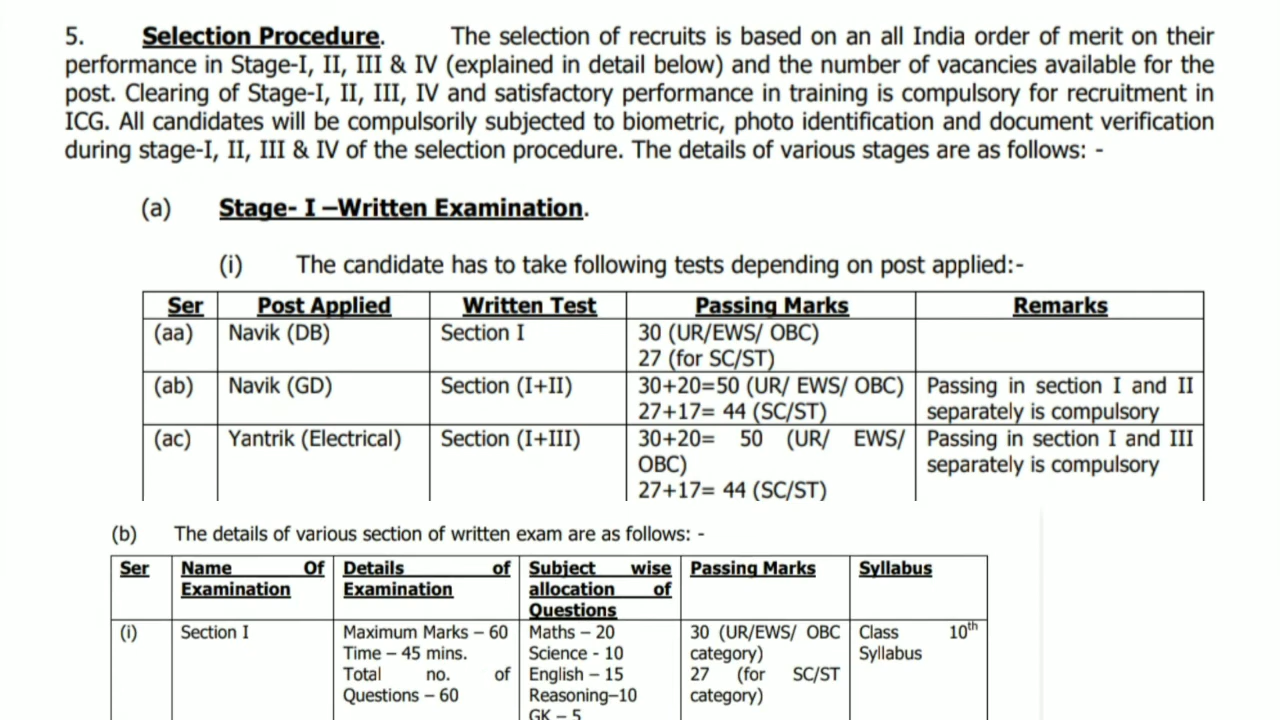 5. Selection Procedure. The selection of recruits is based on an all India order of merit on their
performance in Stage-I, II, III & IV (explained in detail below) and the number of vacancies available for the
post. Clearing of Stage-I, II, III, IV and satisfactory performance in training is compulsory for recruitment in
ICG. All candidates will be compulsorily subjected to biometric, photo identification and document verification
during stage-I, II, III & IV of the selection procedure. The details of various stages are as follows: -
(a) Stage- I –Written Examination.
(i) The candidate has to take following tests depending on post applied:-
Ser Post Applied Written Test Passing Marks Remarks
(aa) Navik (DB) Section I 30 (UR/EWS/ OBC)
27 (for SC/ST)
(ab) Navik (GD) Section (I+II) 30+20=50 (UR/ EWS/ OBC) Passing in section I and II
27+17= 44 (SC/ST) separately is compulsory
(ac) Yantrik (Electrical) Section (I+III) 30+20= 50 (UR/ EWS/ Passing in section I and III
OBC) separately is compulsory
27+17= 44 (SC/ST)
(b) The details of various section of written exam are as follows: -
Ser Name Of Details of Subject wise Passing Marks Syllabus
Examination Examination allocation of
Questions
(i) Section I Maximum Marks – 60 Maths – 20 30 (UR/EWS/ OBC Class 10th
Time – 45 mins. Science - 10 category) Syllabus
Total no. of English – 15 27 (for SC/ST
Questions – 60 Reasoning–10 category)
GK – 5